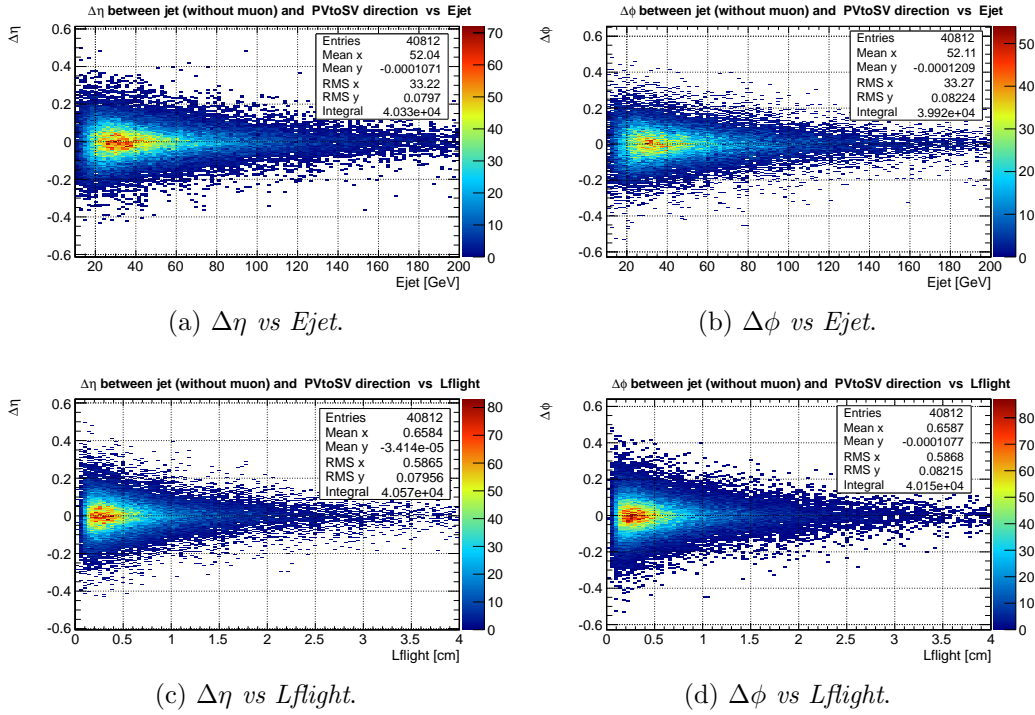 Δη between jet (without muon) and PVtoSV direction vs Ejet
Δη
0.6
0.4
0.2
0
-0.2
-0.4
-0.6
Entries 40812
Mean x 52.04
Mean y -0.0001071
RMS x 33.22
RMS y 0.0797
Integral 4.033e+04
70
60
50
40
30
20
10
0
20 40 60 80 100 120 140 160 180 200
Ejet [GeV]
(a) Δη vs Ejet.
Δϕ between jet (without muon) and PVtoSV direction vs Ejet
Δϕ
0.6
0.4
0.2
0
-0.2
-0.4
-0.6
Entries 40812
Mean x 52.11
Mean y -0.0001209
RMS x 33.27
RMS y 0.08224
Integral 3.992e+04
50
40
30
20
10
0
20 40 60 80 100 120 140 160 180 200
Ejet [GeV]
(b) Δϕ vs Ejet.
Δη between jet (without muon) and PVtoSV direction vs Lflight
Δη
0.6
0.4
0.2
0
-0.2
-0.4
-0.6
Entries 40812
Mean x 0.6584
Mean y -3.414e-05
RMS x 0.5865
RMS y 0.07956
Integral 4.057e+04
80
70
60
50
40
30
20
10
0
0 0.5 1 1.5 2 2.5 3 3.5 4
Lflight [cm]
(c) Δη vs Lflight.
Δϕ between jet (without muon) and PVtoSV direction vs Lflight
Δϕ
0.6
0.4
0.2
0
-0.2
-0.4
-0.6
Entries 40812
Mean x 0.6587
Mean y -0.0001077
RMS x 0.5868
RMS y 0.08215
Integral 4.015e+04
80
70
60
50
40
30
20
10
0
0 0.5 1 1.5 2 2.5 3 3.5 4
Lflight [cm]
(d) Δϕ vs Lflight.